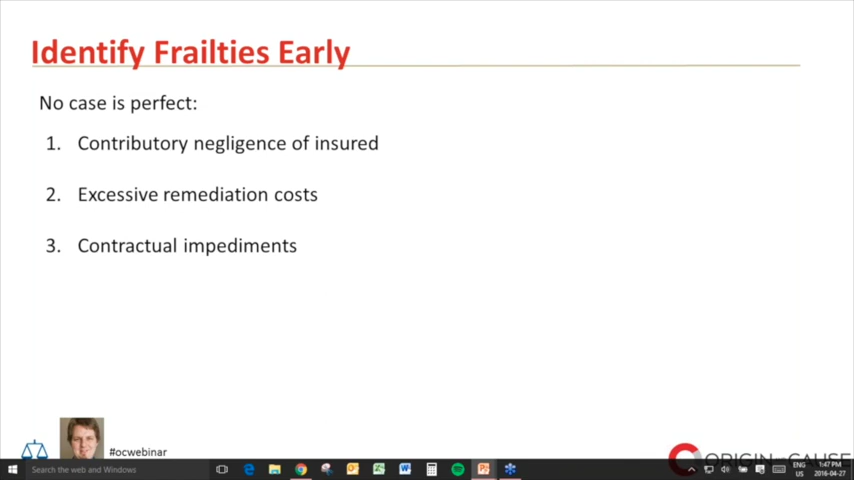 Identify Frailties Early
No case is perfect:
1. Contributory negligence of insured
2. Excessive remediation costs
3. Contractual impediments
#ocwebinar
ORIGIN AND CAUSE
Search the web and Windows
ENG
US
1:47 PM
2016-04-27